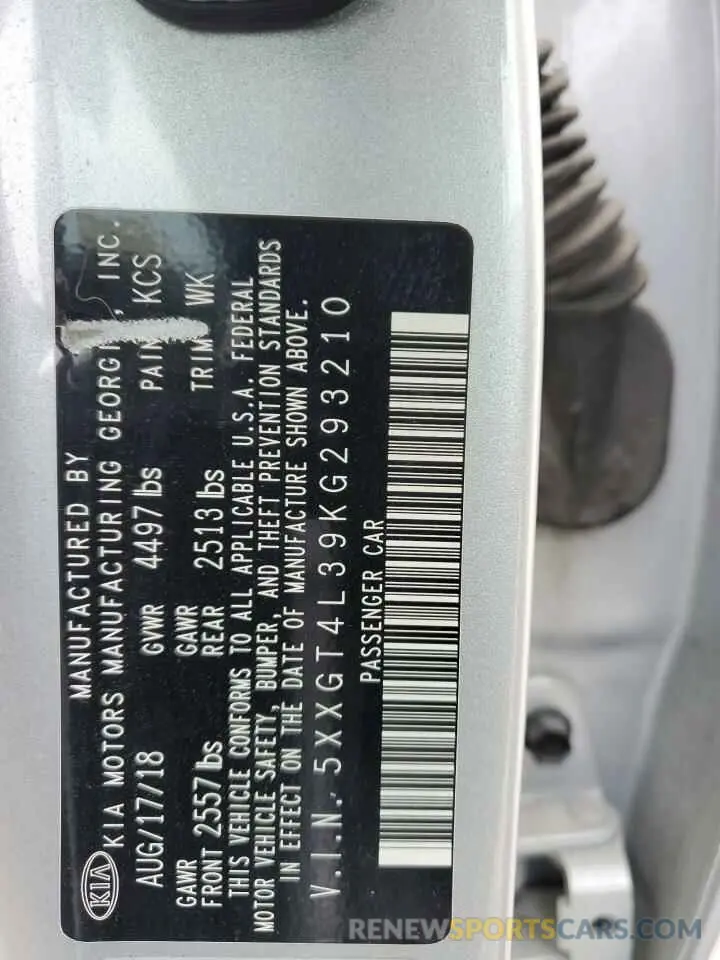 MANUFACTURED BY
KIA KIA MOTORS MANUFACTURING GEORGI , INC.
AUG/17/18 GVWR 4497 lbs PAIN KCS
GAWR FRONT 2557 lbs GAWR REAR 2513 lbs TRIM WK
THIS VEHICLE CONFORMS TO ALL APPLICABLE U.S.A. FEDERAL
MOTOR VEHICLE SAFETY, BUMPER, AND THEFT PREVENTION STANDARDS
IN EFFECT ON THE DATE OF MANUFACTURE SHOWN ABOVE.
V.I.N. 5XXGT4L39KG293210
PASSENGER CAR
RENEWSPORTSCARS.COM